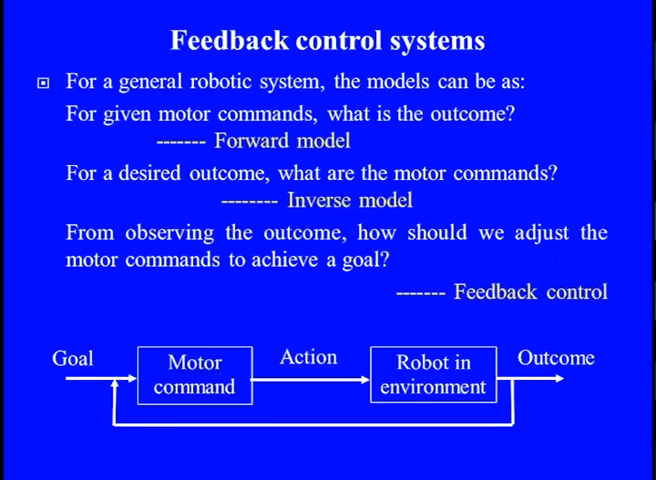 Feedback control systems
For a general robotic system, the models can be as:
For given motor commands, what is the outcome?
------- Forward model
For a desired outcome, what are the motor commands?
-------- Inverse model
From observing the outcome, how should we adjust the
motor commands to achieve a goal?
------- Feedback control
Goal
Motor
command
Action
Robot in
environment
Outcome